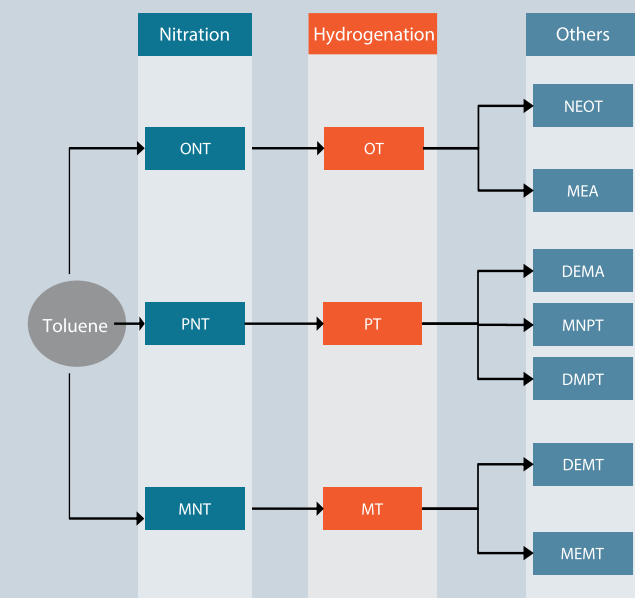 Nitration
Hydrogenation
Others
NEOT
ONT
OT
MEA
DEMA
Toluene
PNT
PT
MNPT
DMPT
DEMT
MNT
MT
MEMT